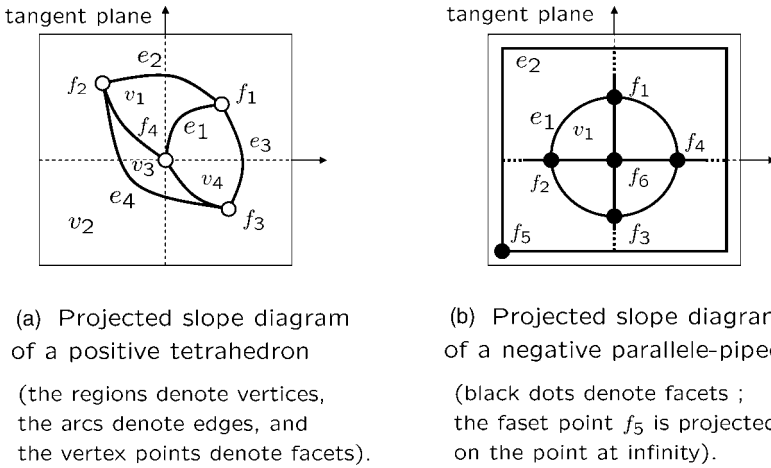 tangent plane
e2
f2
v1
f1
f4
e1
e3
v3
v4
e4
f3
v2
(a) Projected slope diagram
of a positive tetrahedron
(the regions denote vertices,
the arcs denote edges, and
the vertex points denote facets).
tangent plane
e2
f1
e1
v1
f4
f2
f6
f3
f5
(b) Projected slope diagram
of a negative parallele-piped
(black dots denote facets ;
the faset point f5 is projected
on the point at infinity).